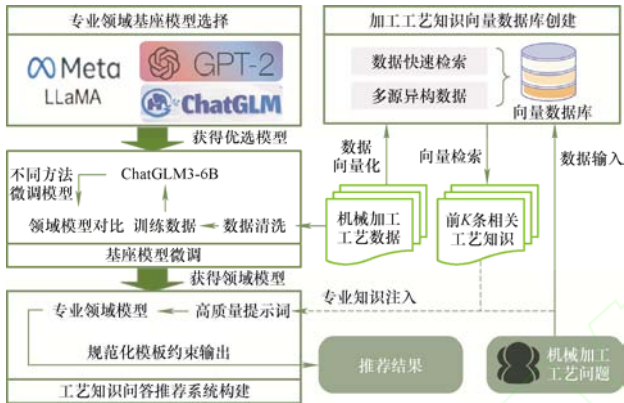 专业领域基座模型选择
Meta
LLaMA
GPT-2
ChatGLM
加工工艺知识向量数据库创建
数据快速检索
多源异构数据
向量数据库
获得优选模型
数据
向量化
向量检索
数据输入
不同方法
微调模型
ChatGLM3-6B
领域模型对比
训练数据
数据清洗
基座模型微调
机械加工
工艺数据
前K条相关
工艺知识
获得领域模型
专业知识注入
专业领域模型
高质量提示词
规范化模板约束输出
工艺知识问答推荐系统构建
推荐结果
机械加工
工艺问题